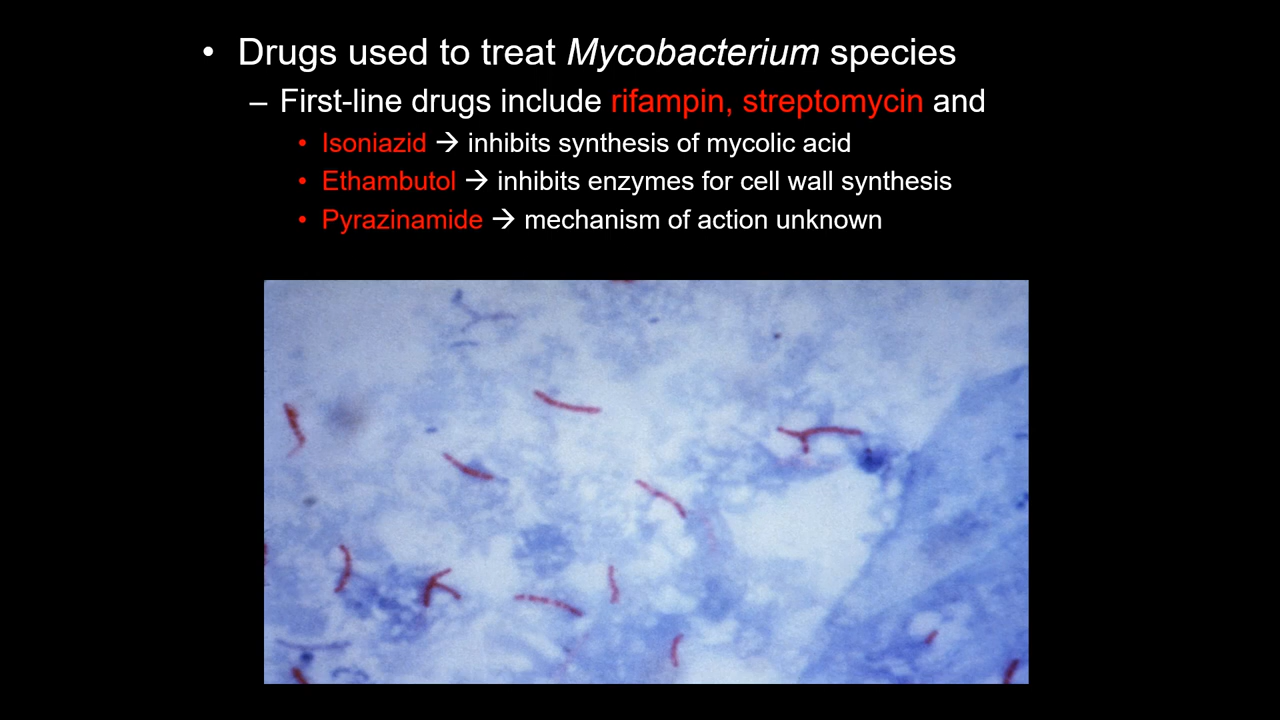 • Drugs used to treat Mycobacterium species
– First-line drugs include rifampin, streptomycin and
• Isoniazid → inhibits synthesis of mycolic acid
• Ethambutol → inhibits enzymes for cell wall synthesis
• Pyrazinamide → mechanism of action unknown